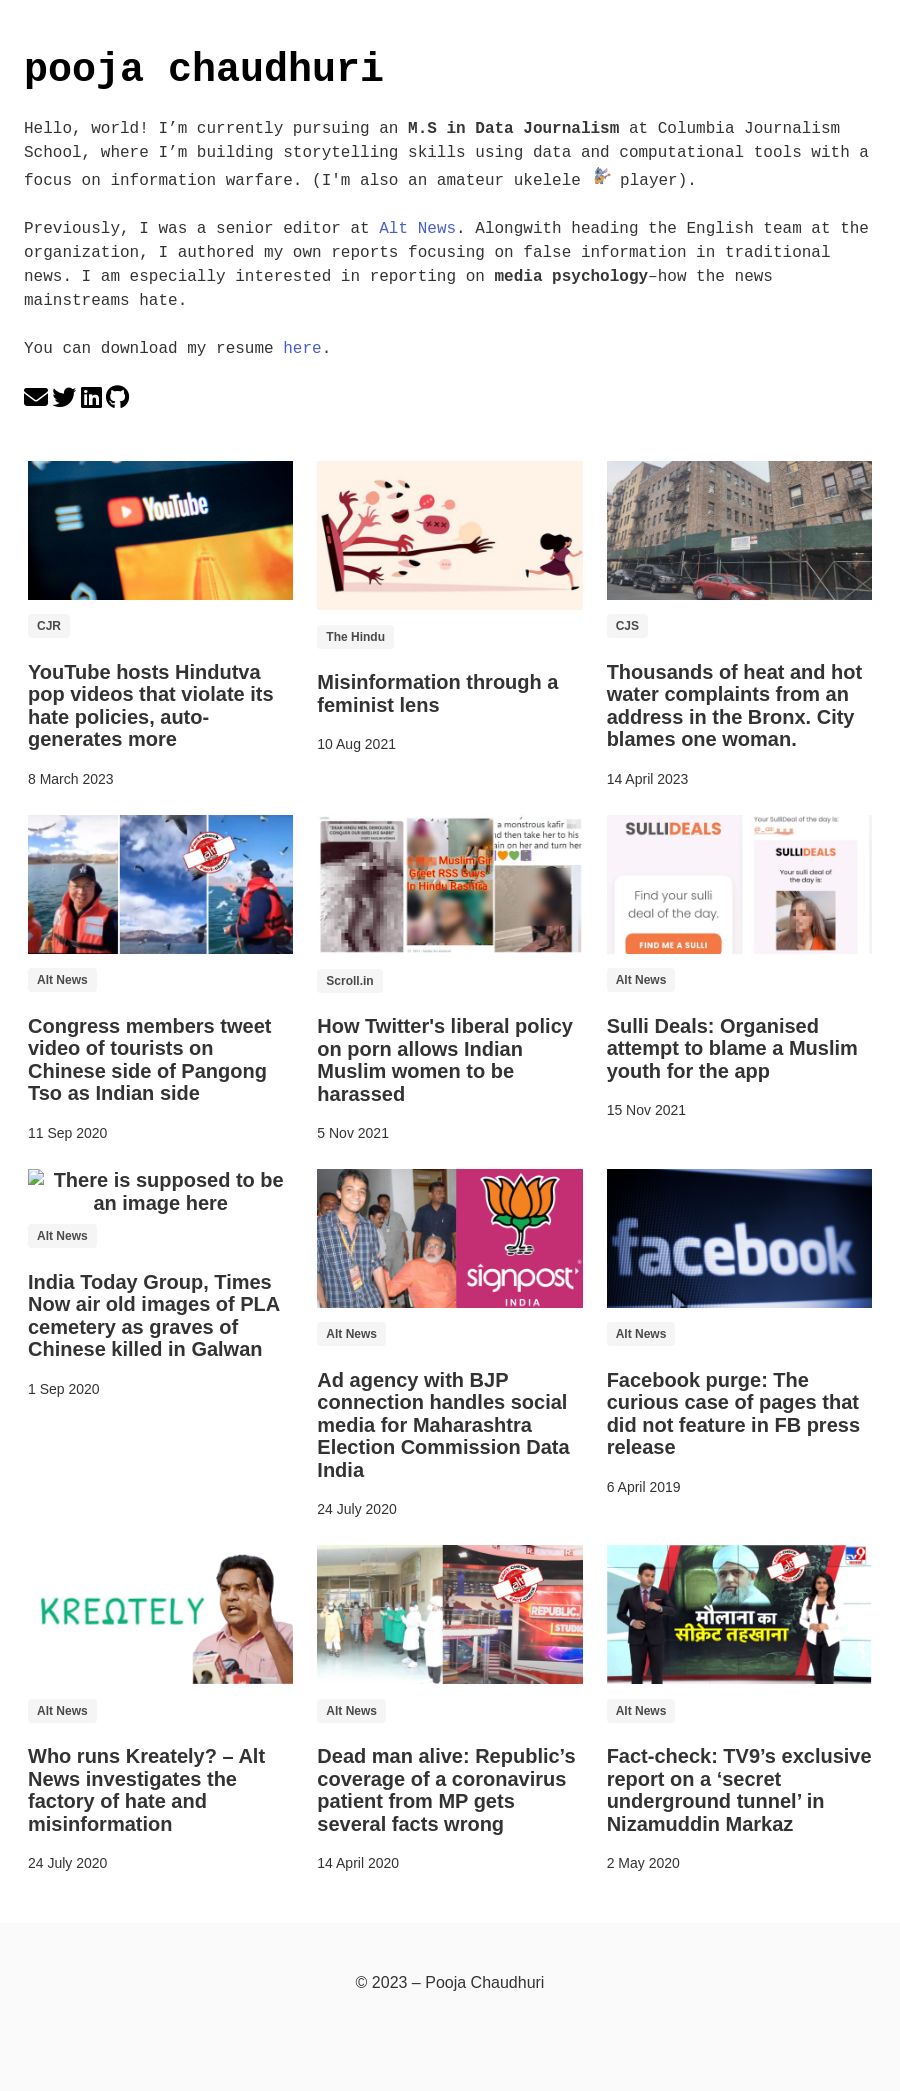 pooja chaudhuri
Hello, world! I’m currently pursuing an M.S in Data Journalism at Columbia Journalism
School, where I’m building storytelling skills using data and computational tools with a
focus on information warfare. (I'm also an amateur ukelele player).
Previously, I was a senior editor at Alt News. Alongwith heading the English team at the
organization, I authored my own reports focusing on false information in traditional
news. I am especially interested in reporting on media psychology–how the news
mainstreams hate.
You can download my resume here.
YouTube
CJR
YouTube hosts Hindutva
pop videos that violate its
hate policies, auto-
generates more
8 March 2023
The Hindu
Misinformation through a
feminist lens
10 Aug 2021
CJS
Thousands of heat and hot
water complaints from an
address in the Bronx. City
blames one woman.
14 April 2023
alt
Alt News
Congress members tweet
video of tourists on
Chinese side of Pangong
Tso as Indian side
11 Sep 2020
a monstrous kafir
nd then take her to his
ain on her and turn her
Muslim Gir
Greet RSS Guys
In Hindu Rashtra
Scroll.in
How Twitter's liberal policy
on porn allows Indian
Muslim women to be
harassed
5 Nov 2021
SULLIDEALS
Find your sulli
deal of the day.
FIND ME A SULLI
Your SulliDeal of the day is:
SULLIDEALS
Your sulli deal of
the day is:
Alt News
Sulli Deals: Organised
attempt to blame a Muslim
youth for the app
15 Nov 2021
There is supposed to be
an image here
Alt News
India Today Group, Times
Now air old images of PLA
cemetery as graves of
Chinese killed in Galwan
1 Sep 2020
signpost
INDIA
Alt News
Ad agency with BJP
connection handles social
media for Maharashtra
Election Commission Data
India
24 July 2020
facebook
Alt News
Facebook purge: The
curious case of pages that
did not feature in FB press
release
6 April 2019
KREΩTELY
Alt News
Who runs Kreately? – Alt
News investigates the
factory of hate and
misinformation
24 July 2020
alt
REPUBLIC
STUDIO
Alt News
Dead man alive: Republic’s
coverage of a coronavirus
patient from MP gets
several facts wrong
14 April 2020
TV9
alt
मौलाना का
सीक्रेट तहखाना
Alt News
Fact-check: TV9’s exclusive
report on a ‘secret
underground tunnel’ in
Nizamuddin Markaz
2 May 2020
© 2023 – Pooja Chaudhuri